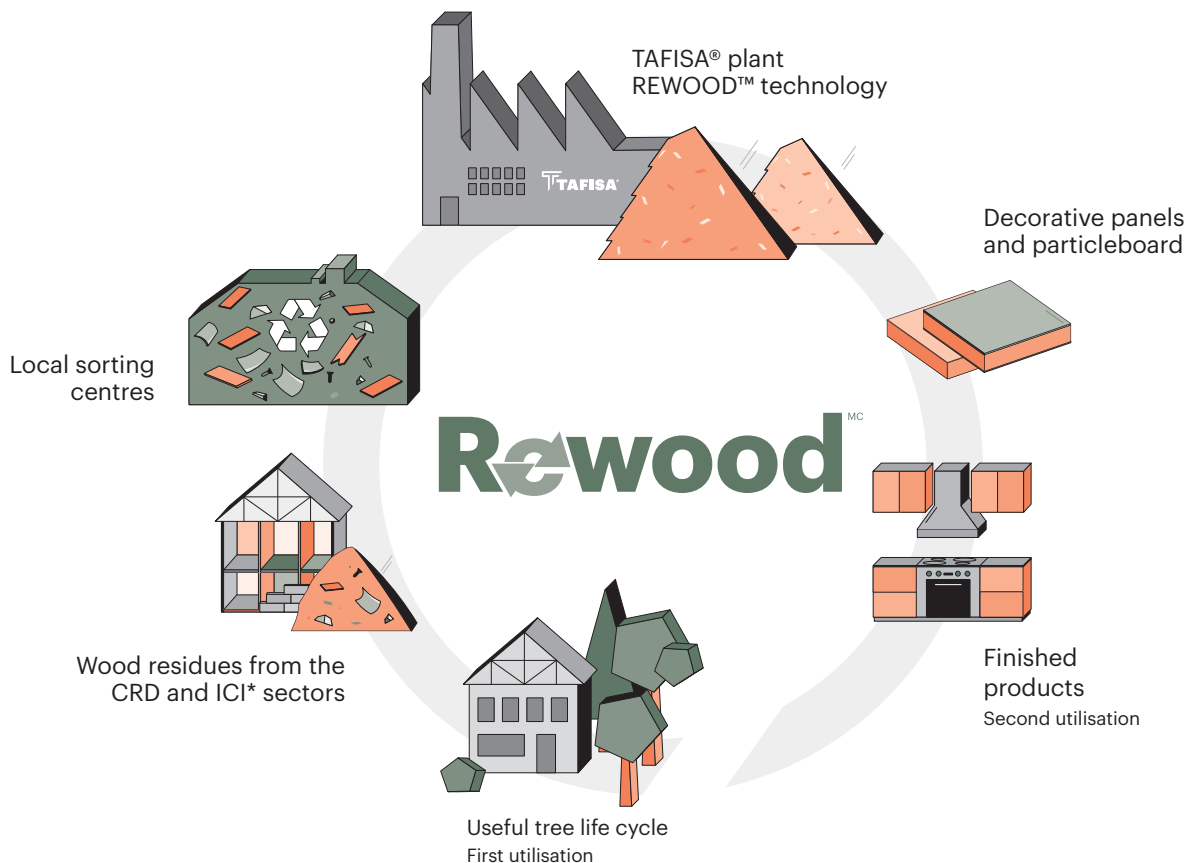 TAFISA® plant
REWOOD™ technology
TTAFISA®
Decorative panels
and particleboard
Local sorting
centres
Rewood MC
Wood residues from the
CRD and ICI* sectors
Finished
products
Second utilisation
Useful tree life cycle
First utilisation